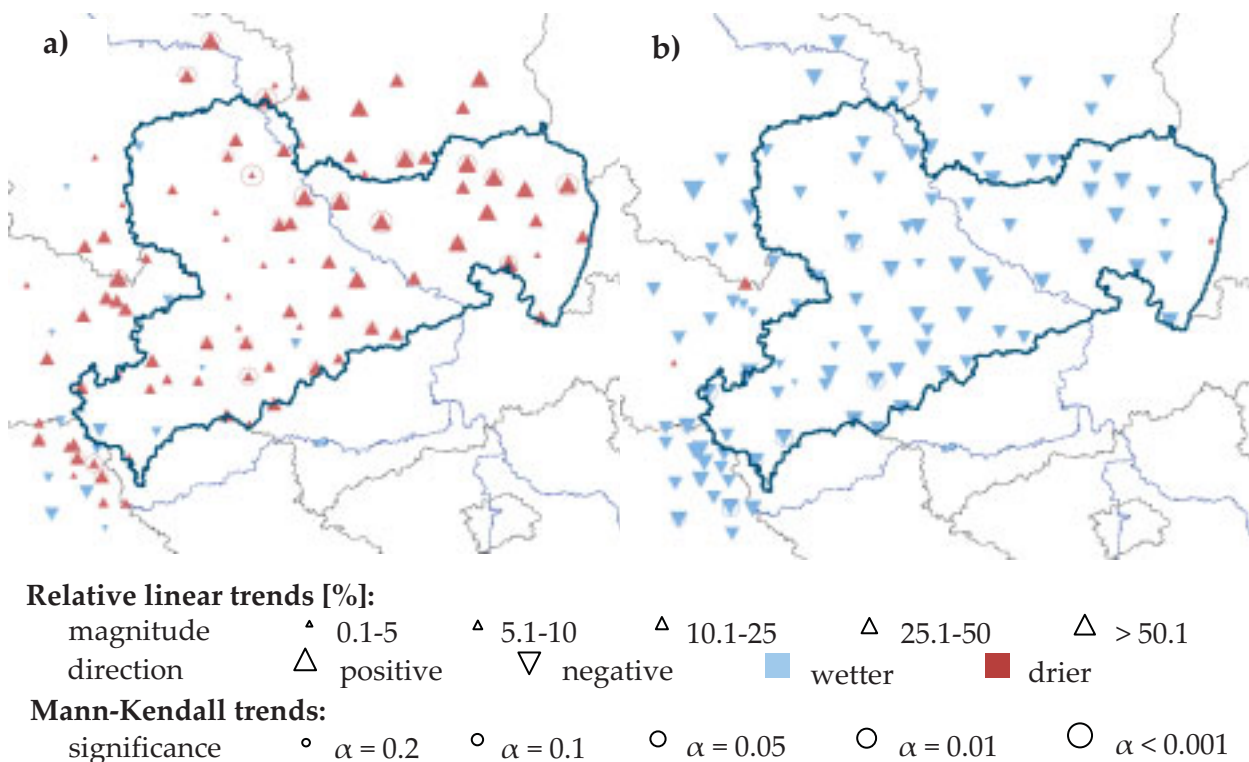 a) b)
Relative linear trends [%]:
magnitude 0.1-5 5.1-10 10.1-25 25.1-50 > 50.1
direction positive negative wetter drier
Mann-Kendall trends:
significance α = 0.2 α = 0.1 α = 0.05 α = 0.01 α < 0.001